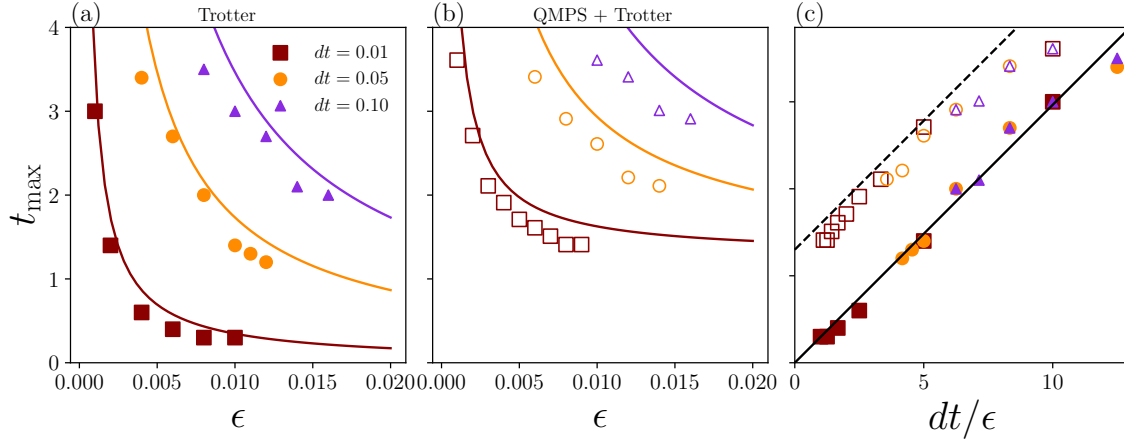 (a) Trotter
(b) QMPS + Trotter
(c)
t_max
4
3
2
1
0
dt = 0.01
dt = 0.05
dt = 0.10
0.000 0.005 0.010 0.015 0.020
ϵ
0.000 0.005 0.010 0.015 0.020
ϵ
0 5 10
dt/ϵ